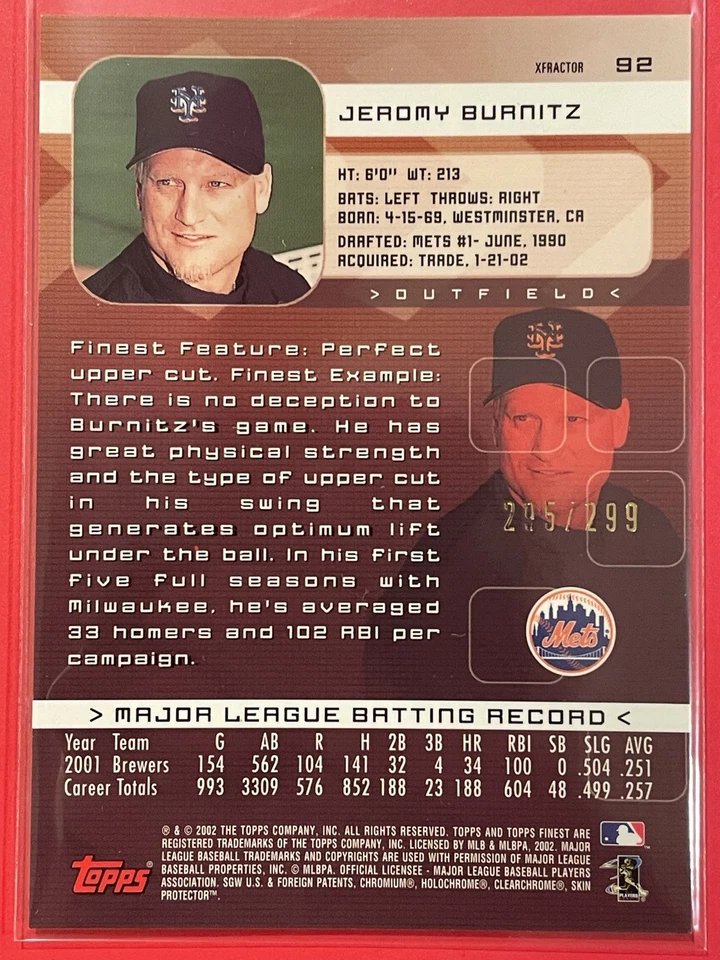 XFRACTOR 92
NY
JEROMY BURNITZ
HT: 6'0" WT: 213
BATS: LEFT THROWS: RIGHT
BORN: 4-15-69, WESTMINSTER, CA
DRAFTED: METS #1- JUNE, 1990
ACQUIRED: TRADE, 1-21-02
> OUTFIELD <
Finest Feature: Perfect
upper cut. Finest Example:
There is no deception to
Burnitz's game. He has
great physical strength
and the type of upper cut
in his swing that
generates optimum lift
under the ball. In his first
five full seasons with
Milwaukee, he's averaged
33 homers and 102 RBI per
campaign.
NY
295/299
Mets
> MAJOR LEAGUE BATTING RECORD <
Year Team G AB R H 2B 3B HR RBI SB SLG AVG
2001 Brewers 154 562 104 141 32 4 34 100 0 .504 .251
Career Totals 993 3309 576 852 188 23 188 604 48 .499 .257
® & © 2002 THE TOPPS COMPANY, INC. ALL RIGHTS RESERVED. TOPPS AND TOPPS FINEST ARE
REGISTERED TRADEMARKS OF THE TOPPS COMPANY, INC. LICENSED BY MLB & MLBPA, 2002. MAJOR
LEAGUE BASEBALL TRADEMARKS AND COPYRIGHTS ARE USED WITH PERMISSION OF MAJOR LEAGUE
BASEBALL PROPERTIES, INC. © MLBPA. OFFICIAL LICENSEE - MAJOR LEAGUE BASEBALL PLAYERS
ASSOCIATION. SGW U.S. & FOREIGN PATENTS, CHROMIUM®, HOLOCHROME®, CLEARCHROME®, SKIN
PROTECTOR™.
Topps®
PLAYERS